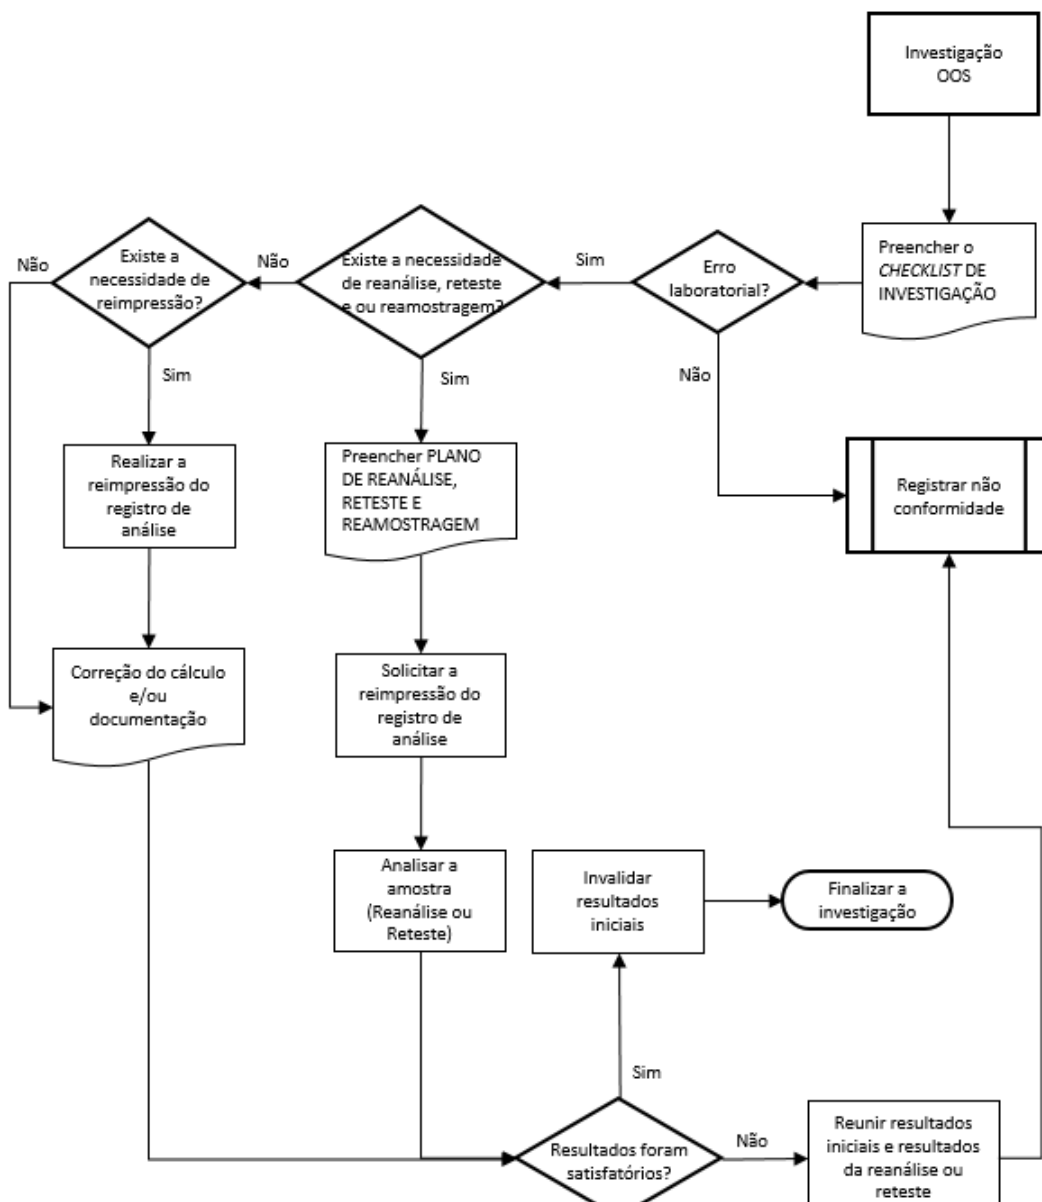 Investigação
OOS
Não
Existe a
necessidade de
reimpressão?
Não
Existe a necessidade
de reanálise, reteste
e ou reamostragem?
Sim
Erro
laboratorial?
Preencher o
CHECKLIST DE
INVESTIGAÇÃO
Sim
Sim
Não
Realizar a
reimpressão do
registro de
análise
Preencher PLANO
DE REANÁLISE,
RETESTE E
REAMOSTRAGEM
Registrar não
conformidade
Correção do cálculo
e/ou
documentação
Solicitar a
reimpressão do
registro de
análise
Analisar a
amostra
(Reanálise ou
Reteste)
Invalidar
resultados
iniciais
Finalizar a
investigação
Sim
Resultados foram
satisfatórios?
Não
Reunir resultados
iniciais e resultados
da reanálise ou
reteste